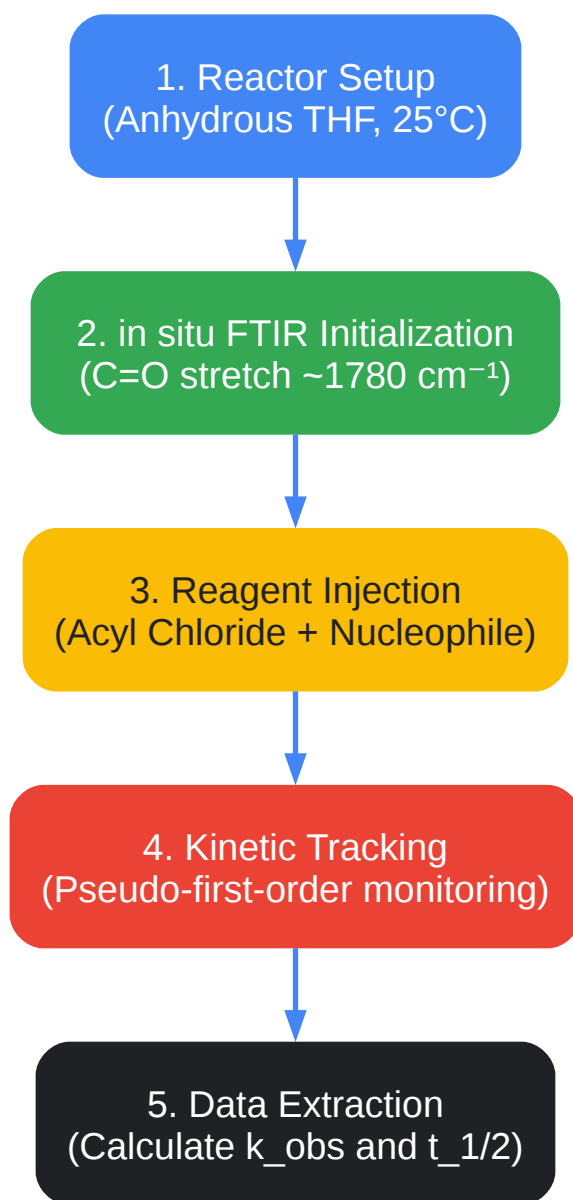 1. Reactor Setup
(Anhydrous THF, 25°C)
2. in situ FTIR Initialization
(C=O stretch ~1780 cm⁻¹)
3. Reagent Injection
(Acyl Chloride + Nucleophile)
4. Kinetic Tracking
(Pseudo-first-order monitoring)
5. Data Extraction
(Calculate k_obs and t_1/2)